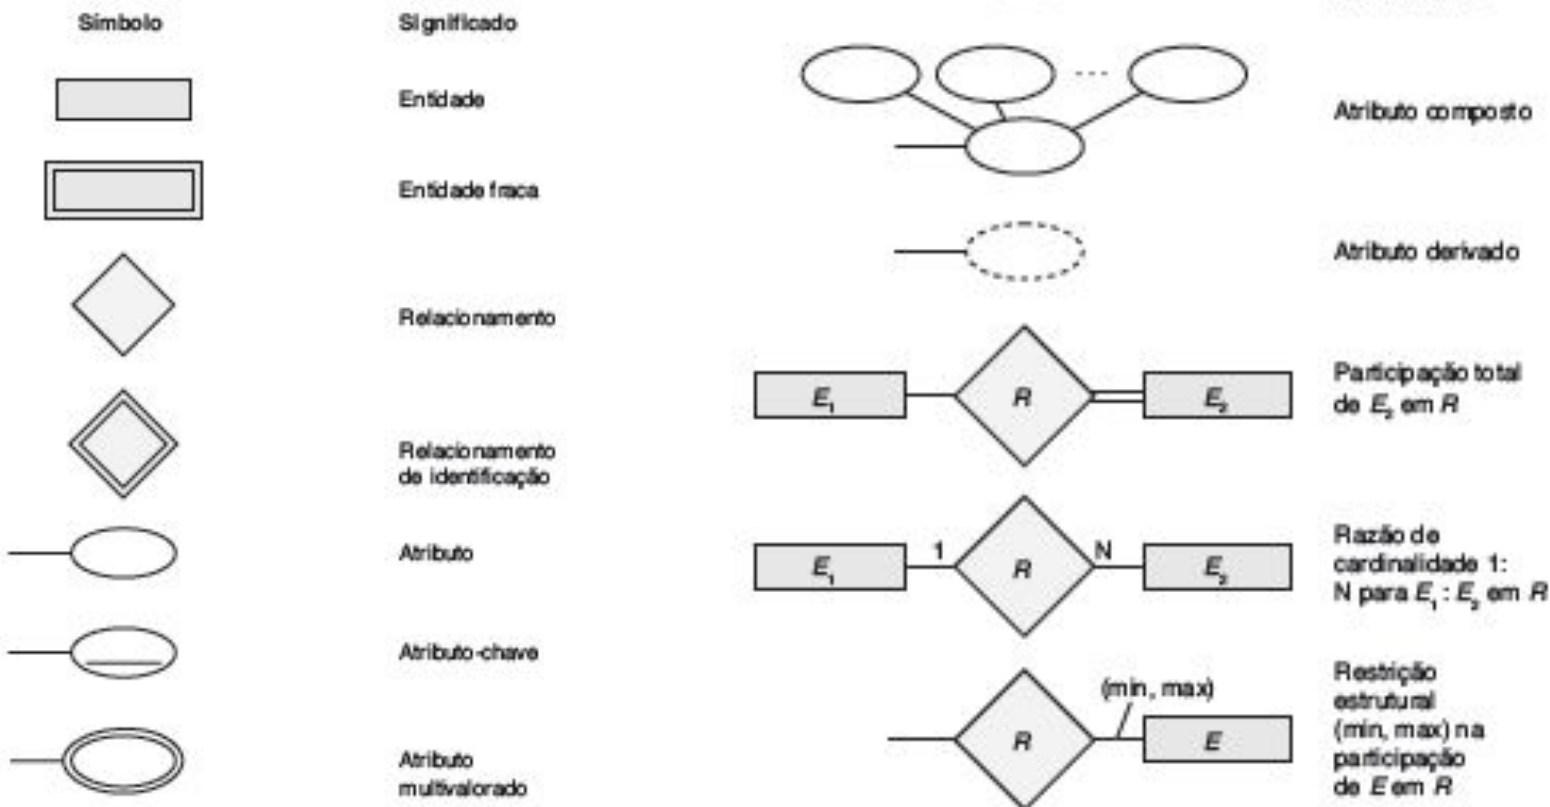 Símbolo
Significado
Entidade
Entidade fraca
Relacionamento
Relacionamento
de identificação
Atributo
Atributo-chave
Atributo
multivalorado
Atributo composto
Atributo derivado
E₁ R E₂
Participação total
de E₂ em R
E₁ 1 R N E₂
Razão de
cardinalidade 1:
N para E₁ : E₂ em R
R (min, max) E
Restrição
estrutural
(min, max) na
participação
de E em R